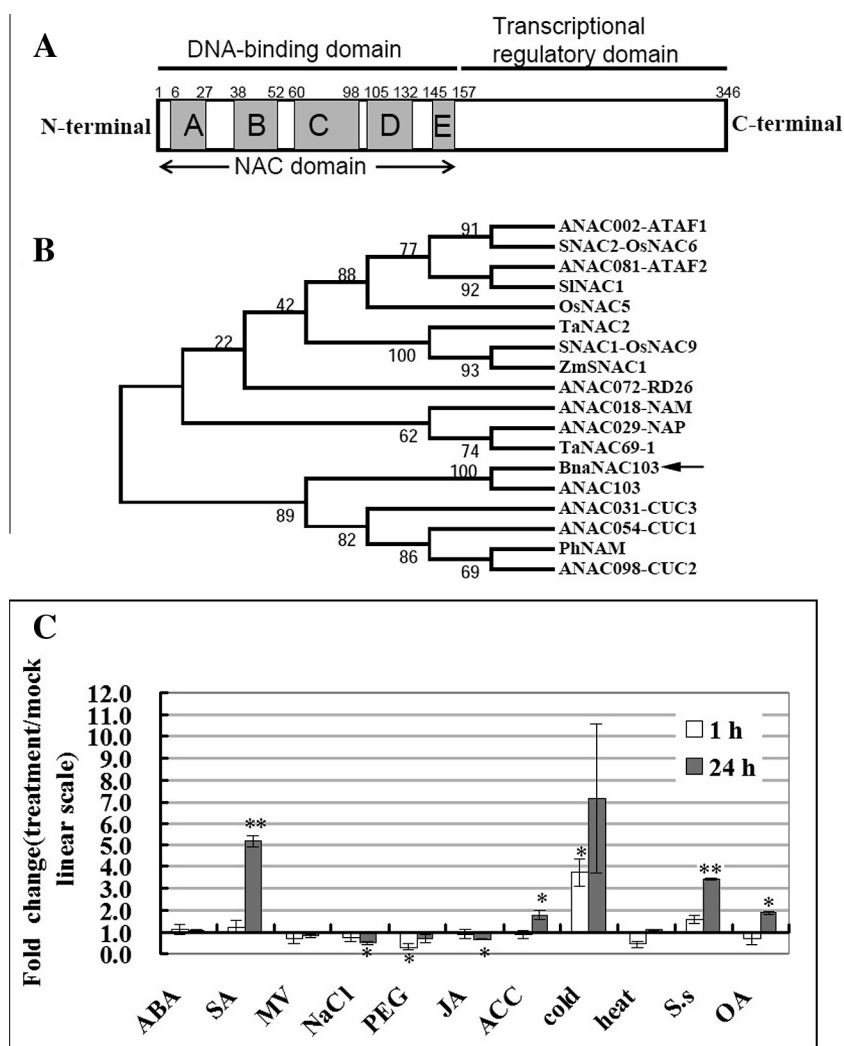 A
DNA-binding domain
Transcriptional
regulatory domain
1 6 27 38 52 60 98 105 132 145 157 346
N-terminal A B C D E C-terminal
NAC domain
B
91 ANAC002-ATAF1
77 SNAC2-OsNAC6
ANAC081-ATAF2
88 92 SlNAC1
42 OsNAC5
TaNAC2
22 100 SNAC1-OsNAC9
93 ZmSNAC1
ANAC072-RD26
ANAC018-NAM
62 ANAC029-NAP
74 TaNAC69-1
100 BnaNAC103
ANAC103
89 ANAC031-CUC3
82 ANAC054-CUC1
86 PhNAM
69 ANAC098-CUC2
C
Fold change(treatment/mock
linear scale)
12.0
11.0
10.0
9.0
8.0
7.0
6.0
5.0
4.0
3.0
2.0
1.0
0.0
1 h
24 h
**
*
*
*
*
*
**
*
ABA SA MV NaCl PEG JA ACC cold heat S.s OA